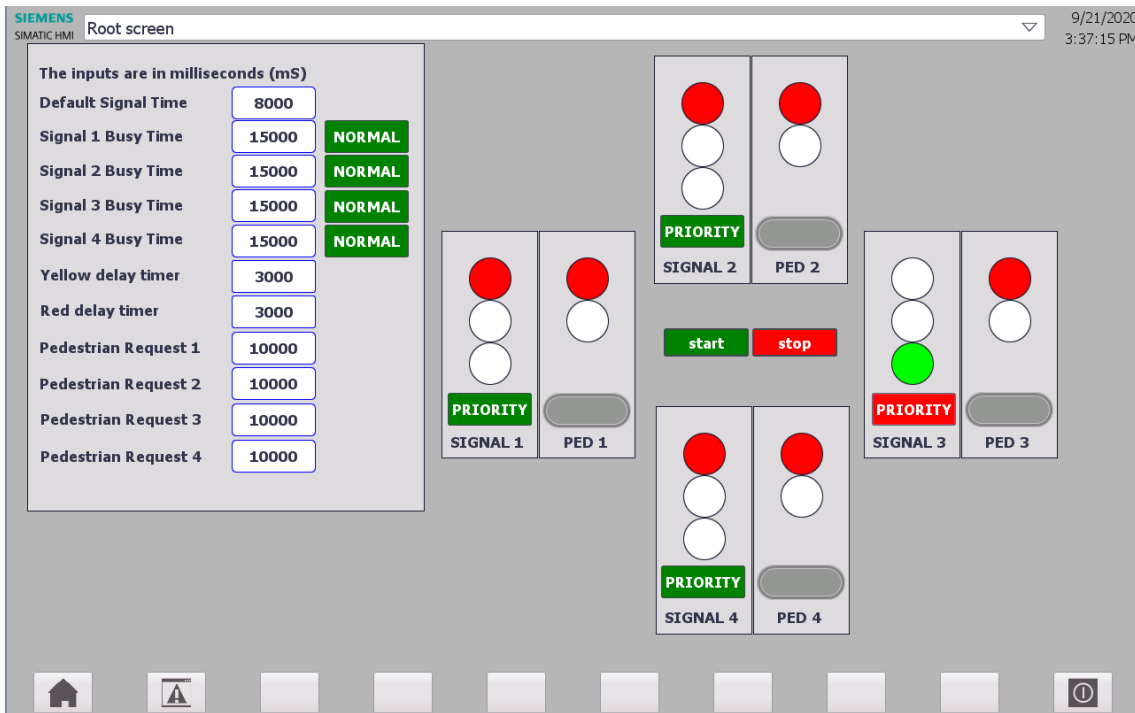 SIEMENS
SIMATIC HMI
Root screen
9/21/2020
3:37:15 PM
The inputs are in milliseconds (mS)
Default Signal Time 8000
Signal 1 Busy Time 15000 NORMAL
Signal 2 Busy Time 15000 NORMAL
Signal 3 Busy Time 15000 NORMAL
Signal 4 Busy Time 15000 NORMAL
Yellow delay timer 3000
Red delay timer 3000
Pedestrian Request 1 10000
Pedestrian Request 2 10000
Pedestrian Request 3 10000
Pedestrian Request 4 10000
PRIORITY
SIGNAL 2 PED 2
PRIORITY
SIGNAL 1 PED 1
start stop
PRIORITY
SIGNAL 3 PED 3
PRIORITY
SIGNAL 4 PED 4